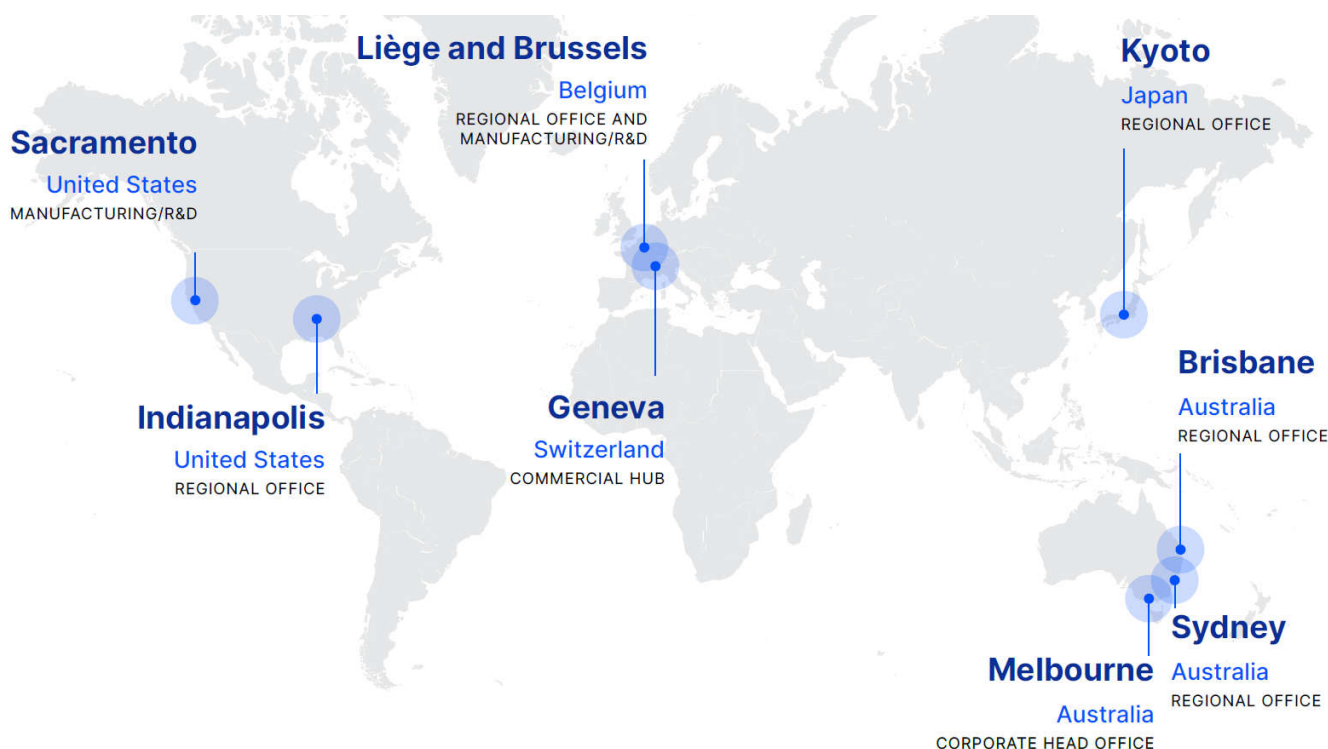 Liège and Brussels
Belgium
REGIONAL OFFICE AND
MANUFACTURING/R&D
Kyoto
Japan
REGIONAL OFFICE
Sacramento
United States
MANUFACTURING/R&D
Brisbane
Australia
REGIONAL OFFICE
Indianapolis
United States
REGIONAL OFFICE
Geneva
Switzerland
COMMERCIAL HUB
Sydney
Australia
REGIONAL OFFICE
Melbourne
Australia
CORPORATE HEAD OFFICE